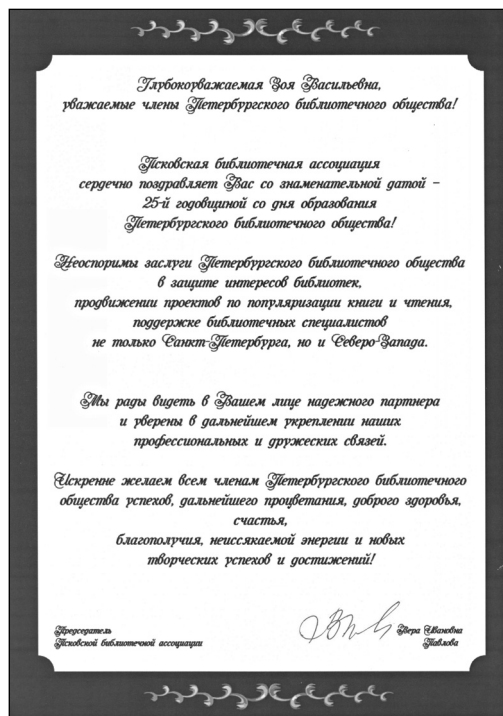 Глубокоуважаемая Зоя Васильевна,
уважаемые члены Петербургского библиотечного общества!
Псковская библиотечная ассоциация
сердечно поздравляет Вас со знаменательной датой –
25-й годовщиной со дня образования
Петербургского библиотечного общества!
Неоспоримы заслуги Петербургского библиотечного общества
в защите интересов библиотек,
продвижении проектов по популяризации книги и чтения,
поддержке библиотечных специалистов
не только Санкт-Петербурга, но и Северо-Запада.
Мы рады видеть в Вашем лице надежного партнера
и уверены в дальнейшем укреплении наших
профессиональных и дружеских связей.
Искренне желаем всем членам Петербургского библиотечного
общества успехов, дальнейшего процветания, доброго здоровья,
счастья,
благополучия, неиссякаемой энергии и новых
творческих успехов и достижений!
Председатель
Псковской библиотечной ассоциации
Вера Ивановна
Павлова